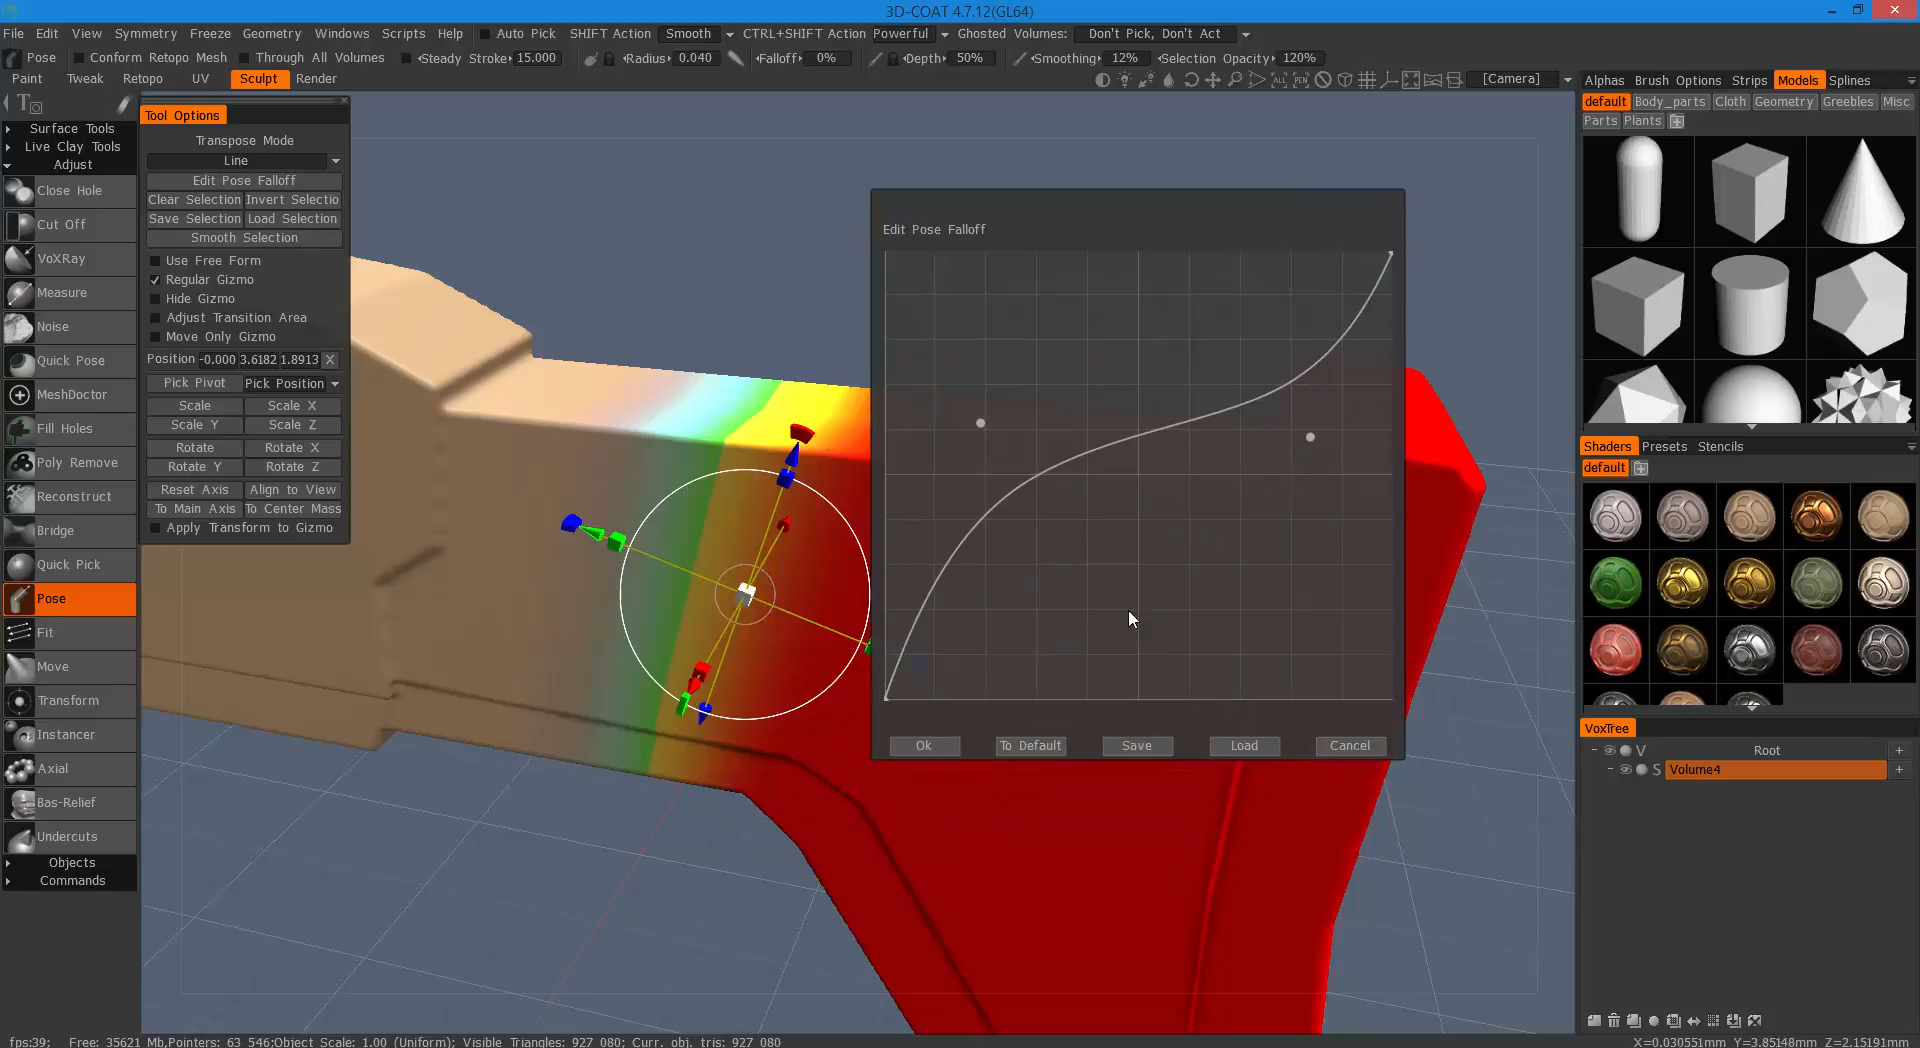 3D-COAT 4.7.12(GL64)
File Edit View Symmetry Freeze Geometry Windows Scripts Help Auto Pick SHIFT Action Smooth CTRL+SHIFT Action Powerful Ghosted Volumes: Don't Pick, Don't Act
Pose Conform Retopo Mesh Through All Volumes Steady Stroke 15.000 Radius 0.040 Falloff 0% Depth 50% Smoothing 12% Selection Opacity 120%
Paint Tweak Retopo UV Sculpt Render [Camera]
Surface Tools
Live Clay Tools
Adjust
Close Hole
Cut Off
VoXRay
Measure
Noise
Quick Pose
MeshDoctor
Fill Holes
Poly Remove
Reconstruct
Bridge
Quick Pick
Pose
Fit
Move
Transform
Instancer
Axial
Bas-Relief
Undercuts
Objects
Commands
Tool Options
Transpose Mode
Line
Edit Pose Falloff
Clear Selection Invert Selectio
Save Selection Load Selection
Smooth Selection
Use Free Form
Regular Gizmo
Hide Gizmo
Adjust Transition Area
Move Only Gizmo
Position -0.000 3.6182 1.8913 X
Pick Pivot Pick Position
Scale Scale X
Scale Y Scale Z
Rotate Rotate X
Rotate Y Rotate Z
Reset Axis Align to View
To Main Axis To Center Mass
Apply Transform to Gizmo
Edit Pose Falloff
Ok To Default Save Load Cancel
Alphas Brush Options Strips Models Splines
default Body_parts Cloth Geometry Greebles Misc
Parts Plants
Shaders Presets Stencils
default
VoxTree
V Root +
S Volume4 +
fps:39; Free: 35621 Mb,Pointers: 63 546;Object Scale: 1.00 (Uniform); Visible Triangles: 927 080; Curr. obj. tris: 927 080
X=0.030551mm Y=3.85148mm Z=2.15191mm